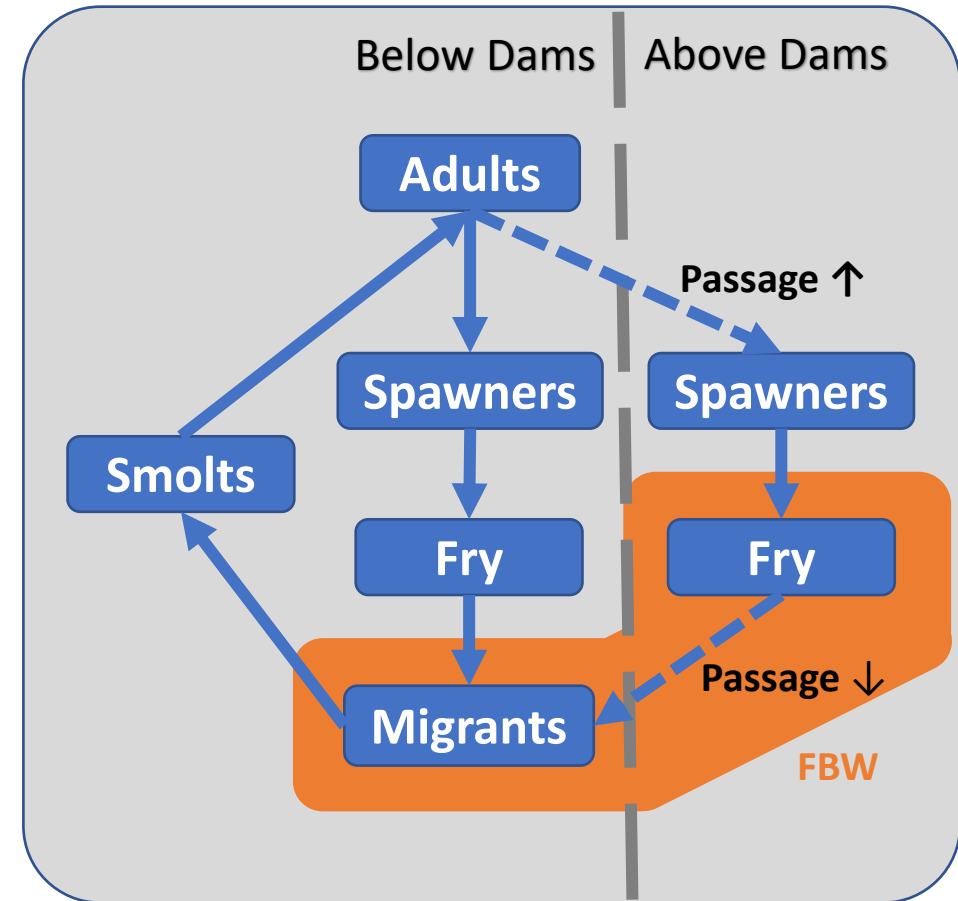 Below Dams
Above Dams
Adults
Passage ↑
Spawners
Spawners
Smolts
Fry
Fry
Passage ↓
Migrants
FBW